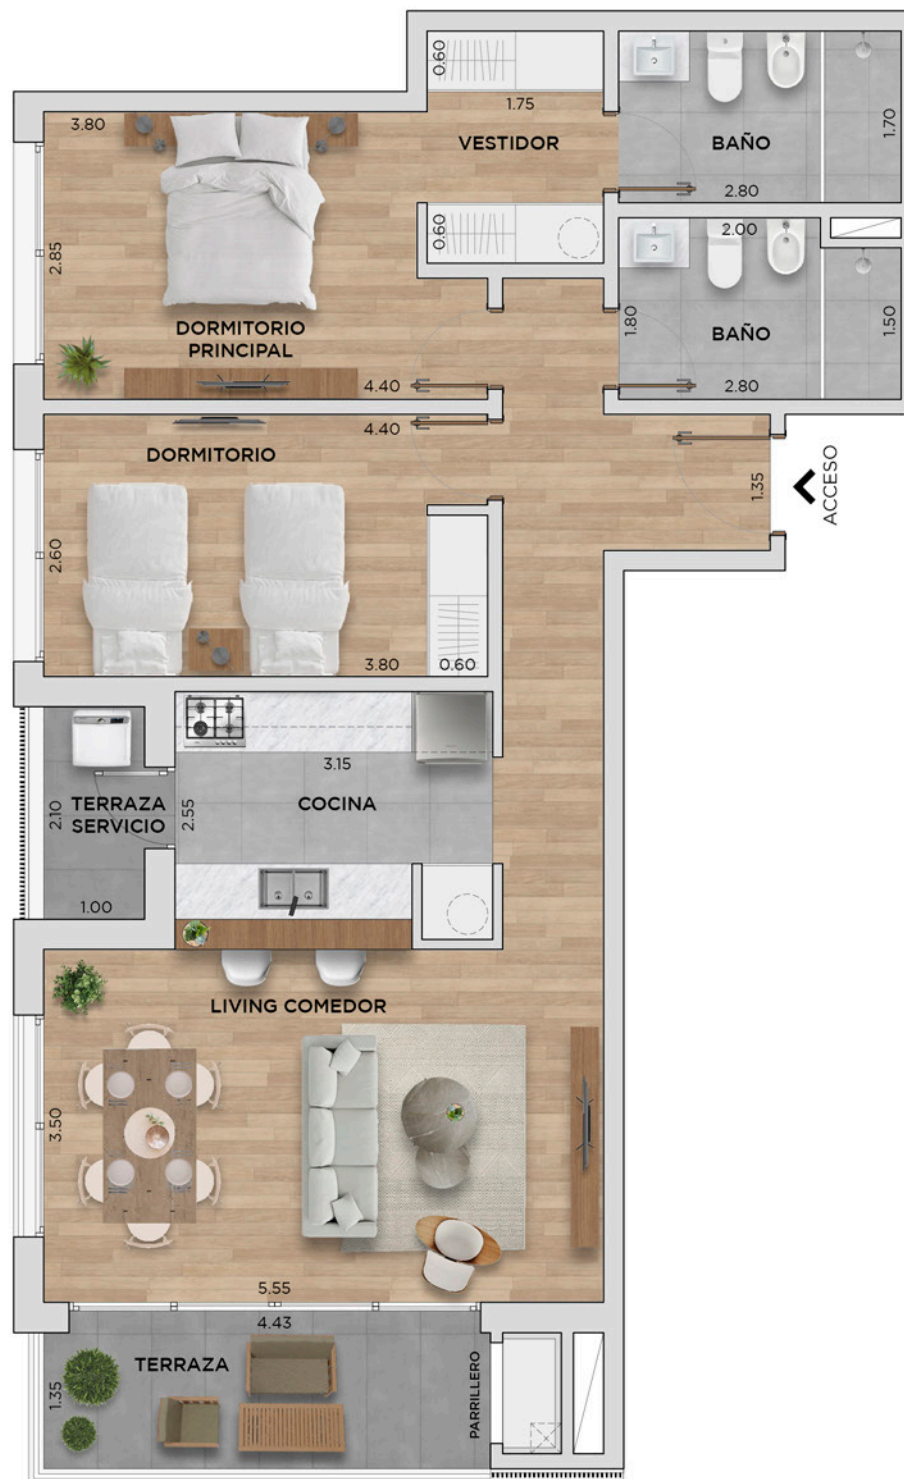 0.60
1.75
3.80
VESTIDOR
BAÑO
1.70
2.80
0.60
2.00
2.85
DORMITORIO
PRINCIPAL
1.80
BAÑO
1.50
4.40
2.80
4.40
DORMITORIO
1.35
ACCESO
2.60
3.80
0.60
3.15
TERRAZA
SERVICIO
2.10
2.55
COCINA
1.00
LIVING COMEDOR
3.50
5.55
4.43
TERRAZA
1.35
PARRILLERO